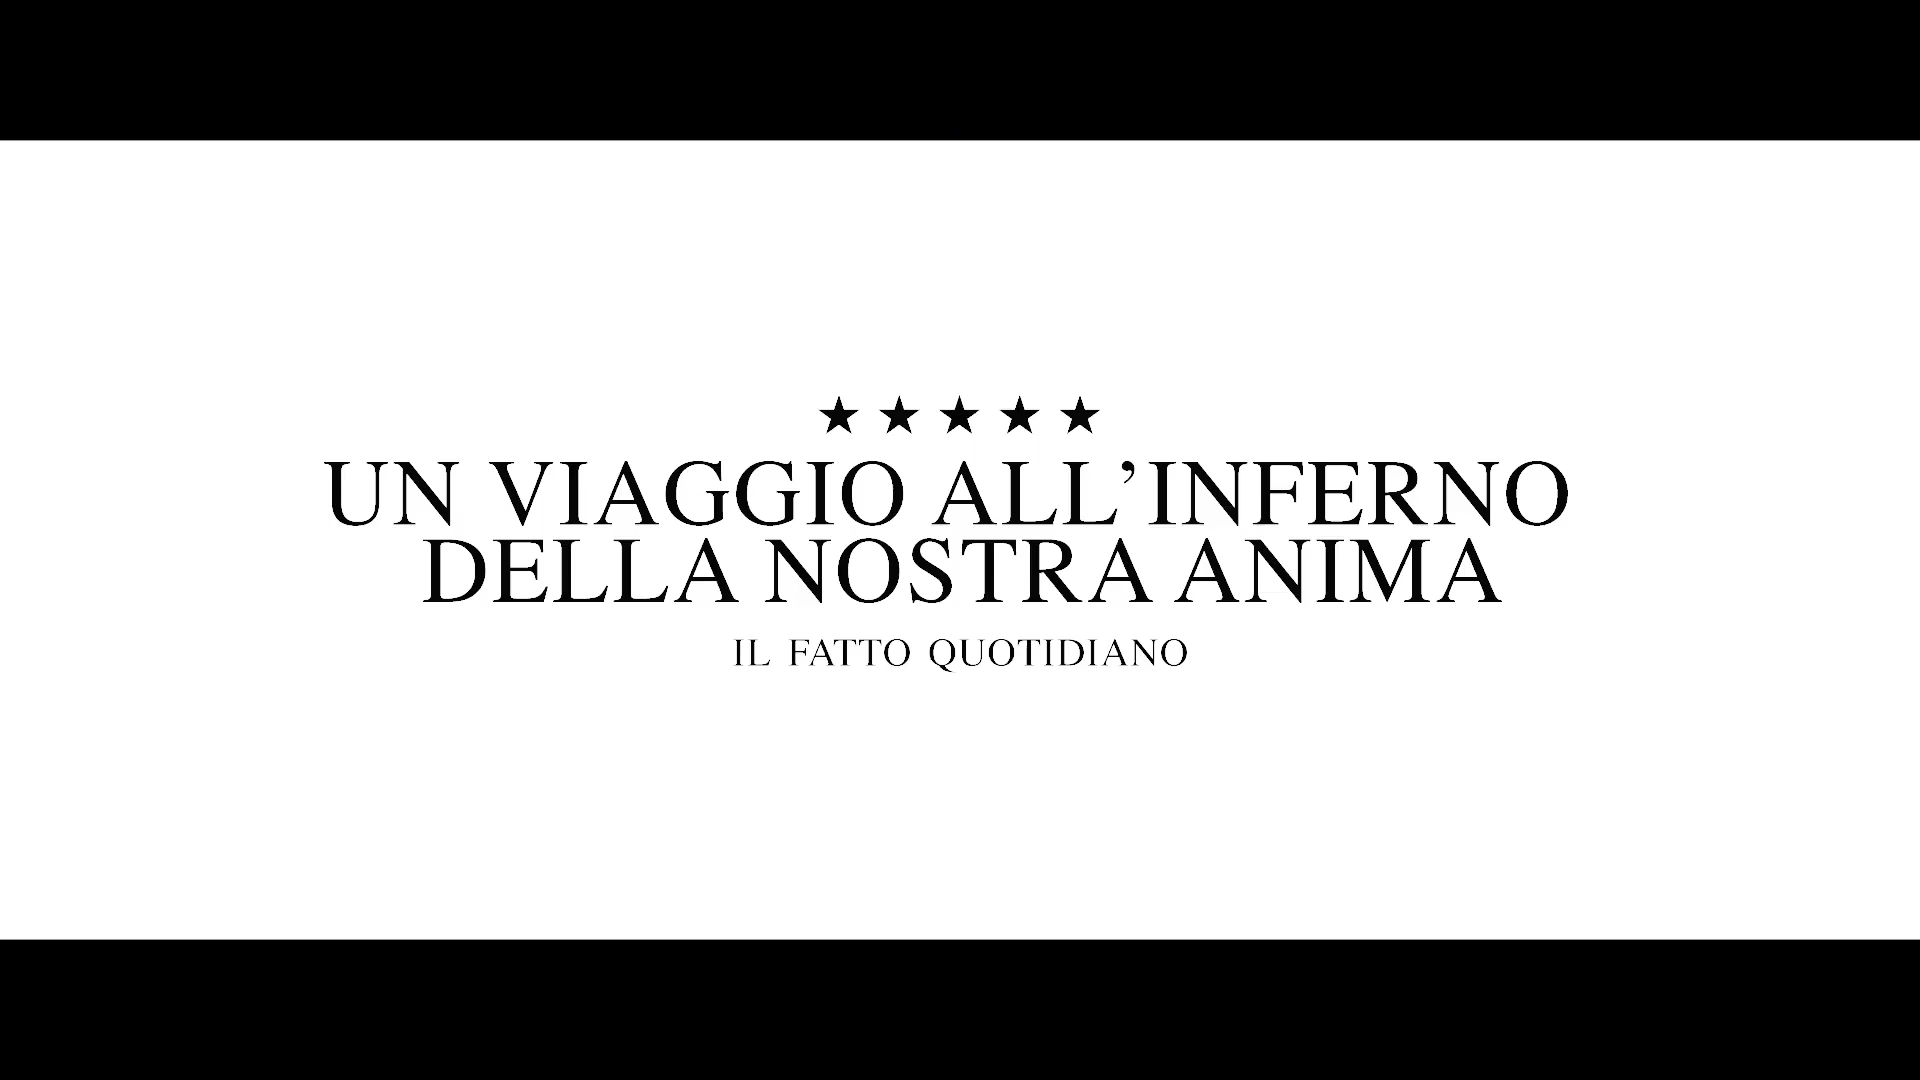 ★★★★★
UN VIAGGIO ALL’INFERNO
DELLA NOSTRA ANIMA
IL FATTO QUOTIDIANO